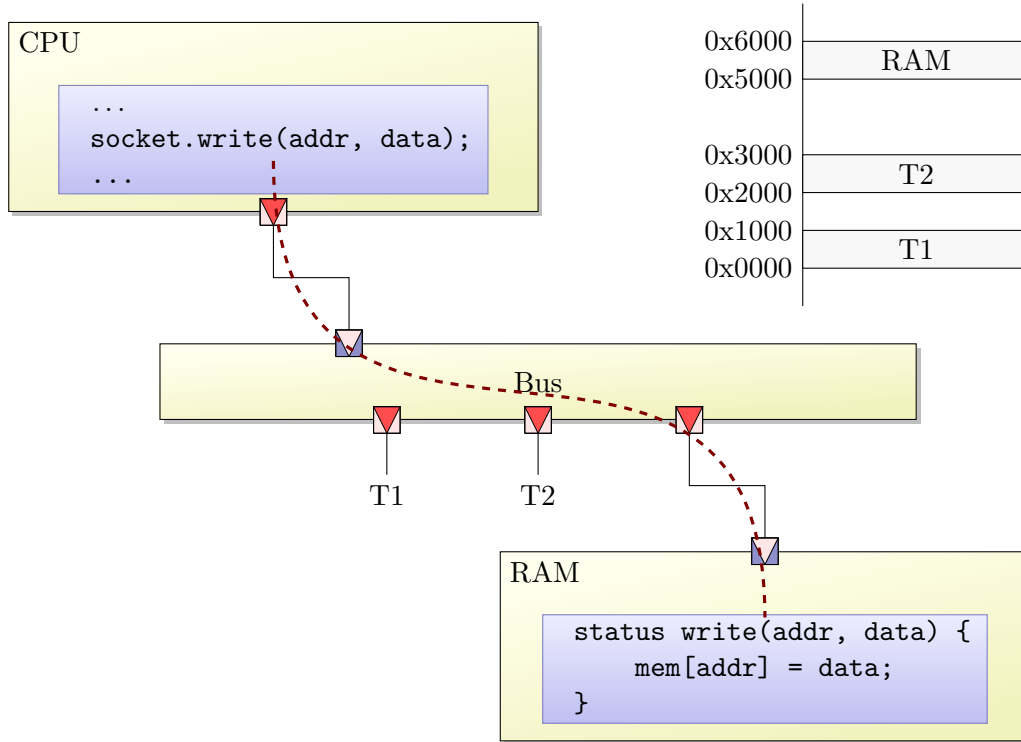 CPU
...
socket.write(addr, data);
...
0x6000
RAM
0x5000
0x3000
T2
0x2000
0x1000
T1
0x0000
Bus
T1
T2
RAM
status write(addr, data) {
mem[addr] = data;
}